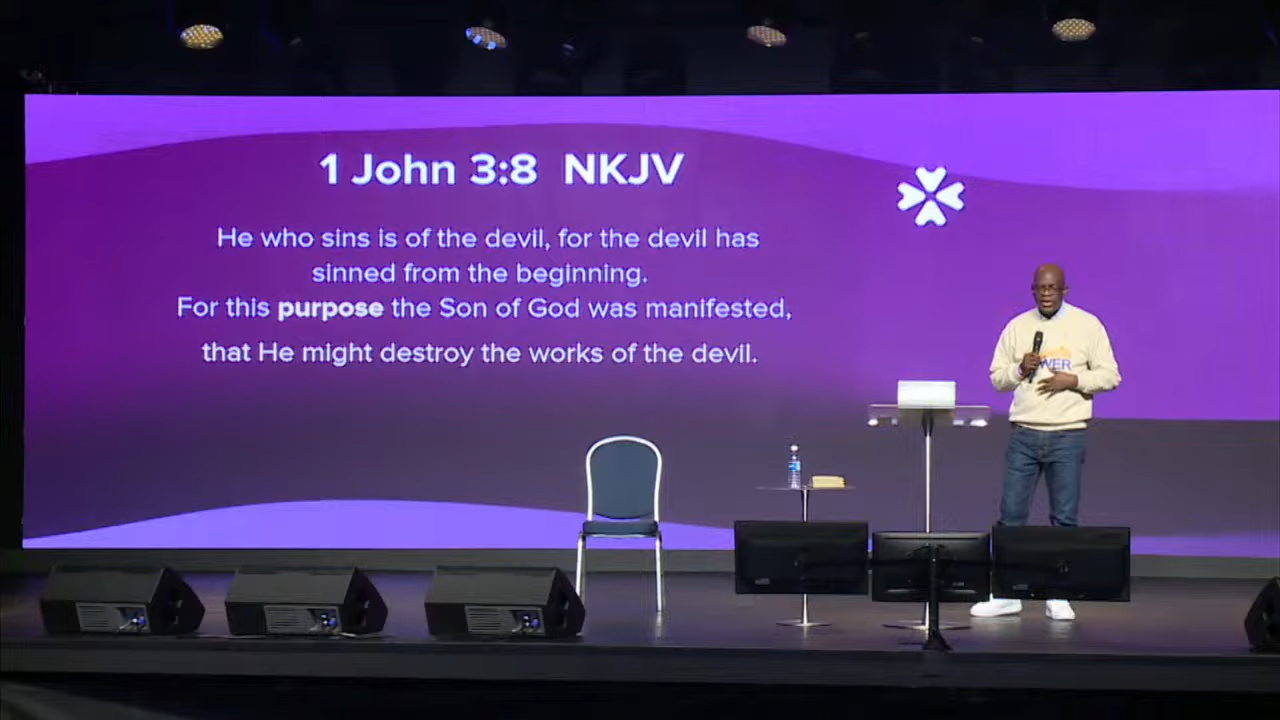 1 John 3:8 NKJV
He who sins is of the devil, for the devil has
sinned from the beginning.
For this purpose the Son of God was manifested,
that He might destroy the works of the devil.